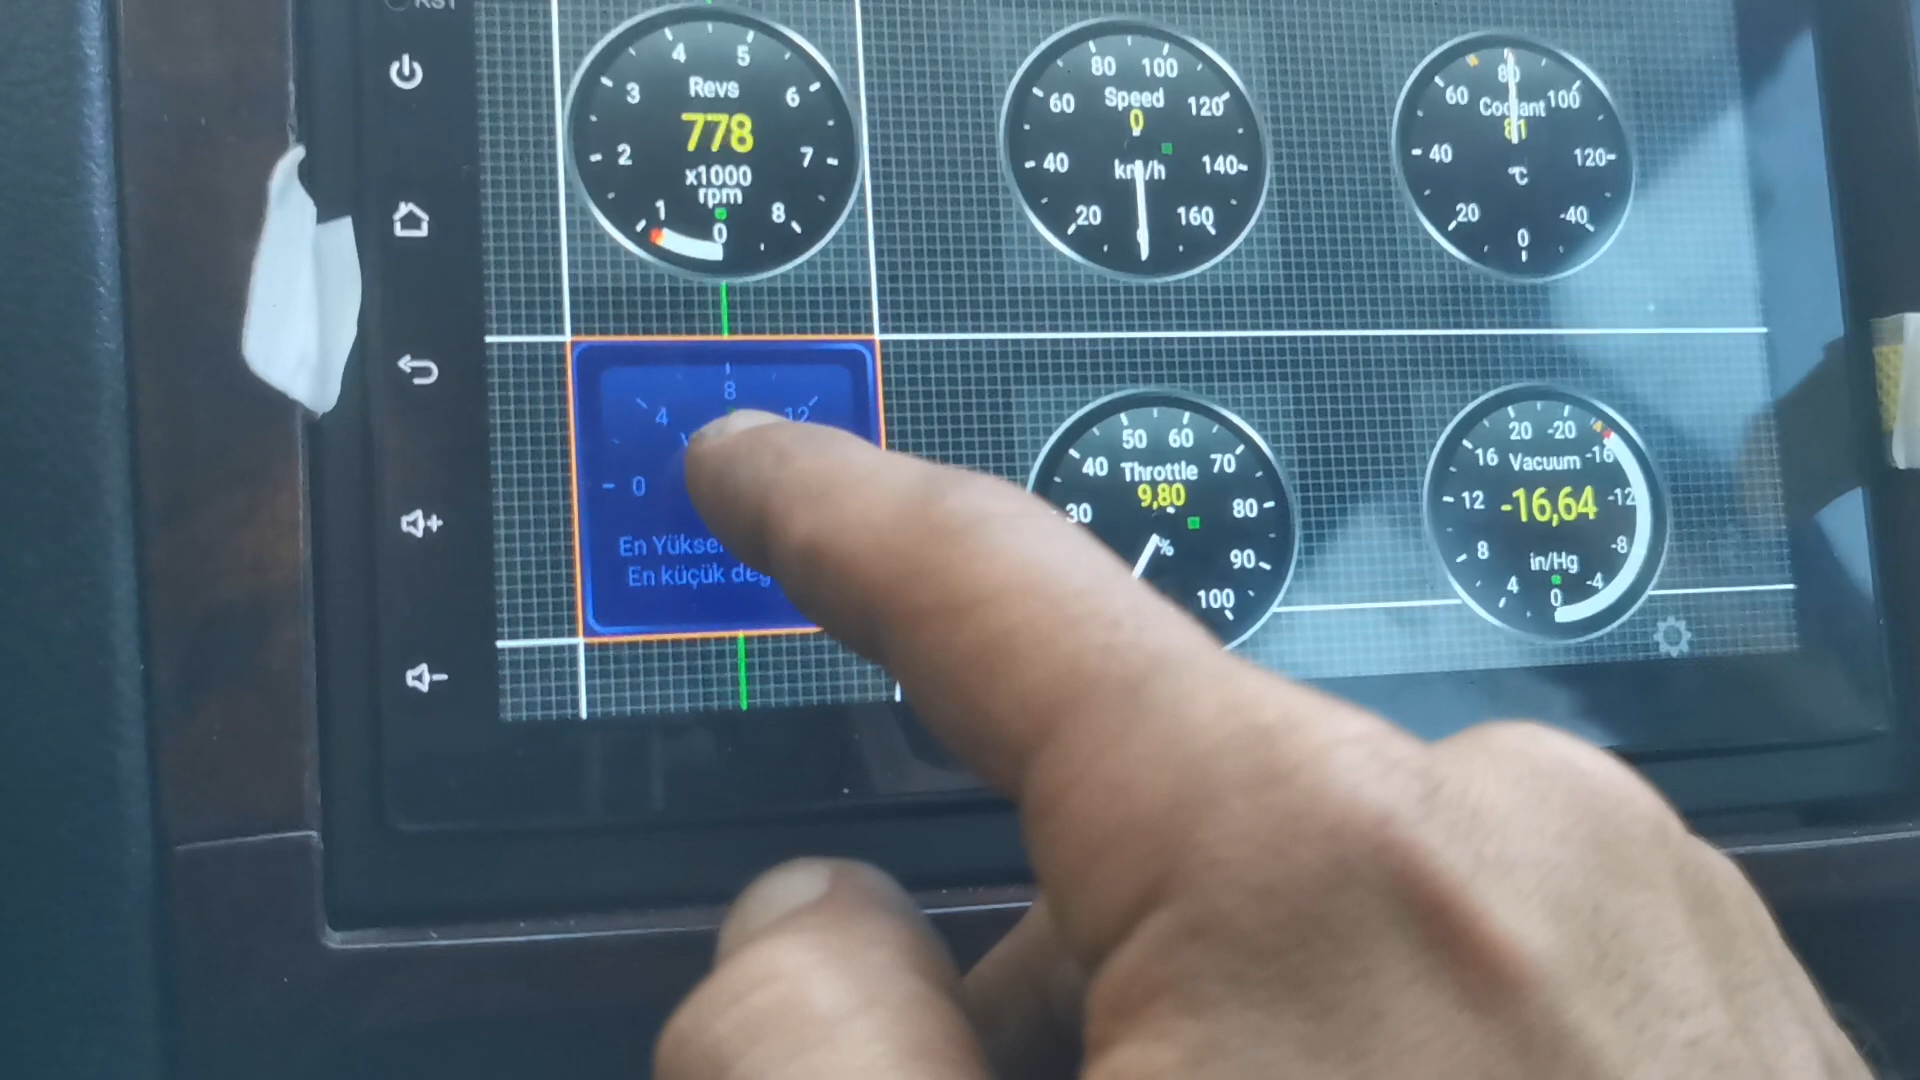 RST
4 5
3 6
2 7
1 8
0
Revs
778
x1000
rpm
80 100
60 120
40 140
20 160
Speed
0
km/h
80
60 100
40 120
20 -40
0
Coolant
81
°C
8
4 12
0
En Yüksek
En küçük değ
50 60
40 70
30 80
90
100
Throttle
9,80
%
20 -20
16 -16
12 -12
8 -8
4 -4
0
Vacuum
-16,64
in/Hg